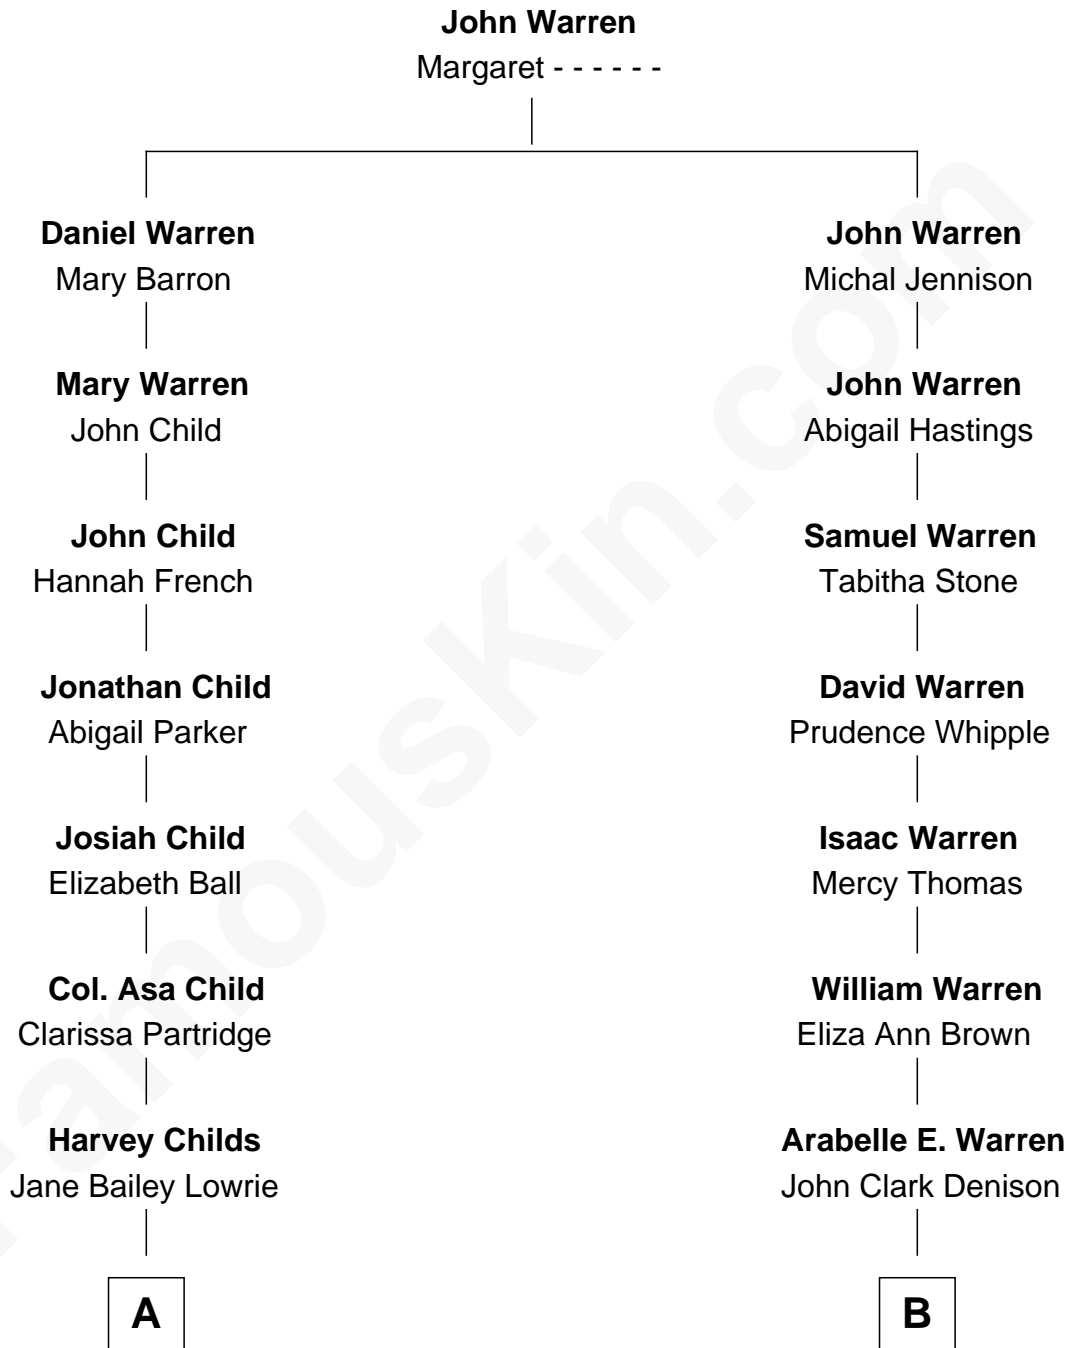 John Warren
Margaret - - - - - -
Daniel Warren
Mary Barron
John Warren
Michal Jennison
Mary Warren
John Child
John Warren
Abigail Hastings
John Child
Hannah French
Samuel Warren
Tabitha Stone
Jonathan Child
Abigail Parker
David Warren
Prudence Whipple
Josiah Child
Elizabeth Ball
Isaac Warren
Mercy Thomas
Col. Asa Child
Clarissa Partridge
William Warren
Eliza Ann Brown
Harvey Childs
Jane Bailey Lowrie
Arabelle E. Warren
John Clark Denison
A
B
FamousKin.com